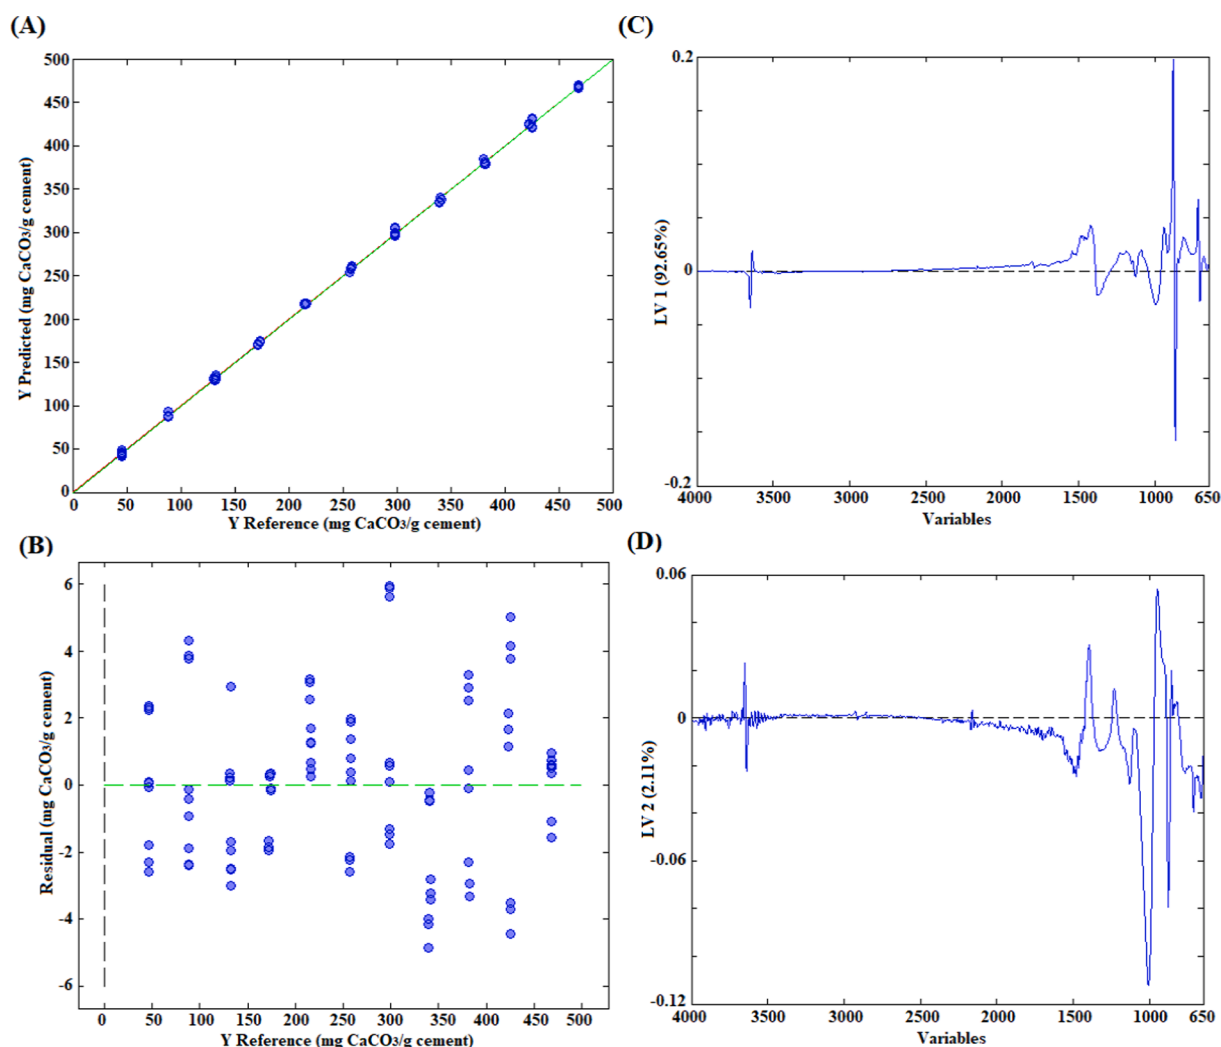 (A)
500
450
400
350
300
250
200
150
100
50
0
Y Predicted (mg CaCO3/g cement)
0 50 100 150 200 250 300 350 400 450 500
Y Reference (mg CaCO3/g cement)
(C)
0.2
0
-0.2
LV 1 (92.65%)
4000 3500 3000 2000 1500 1000 650
Variables
(B)
6
4
2
0
-2
-4
-6
Residual (mg CaCO3/g cement)
0 50 100 150 200 250 300 350 400 450 500
Y Reference (mg CaCO3/g cement)
(D)
0.06
0
-0.06
-0.12
LV 2 (2.11%)
4000 3500 3000 2000 1500 1000 650
Variables